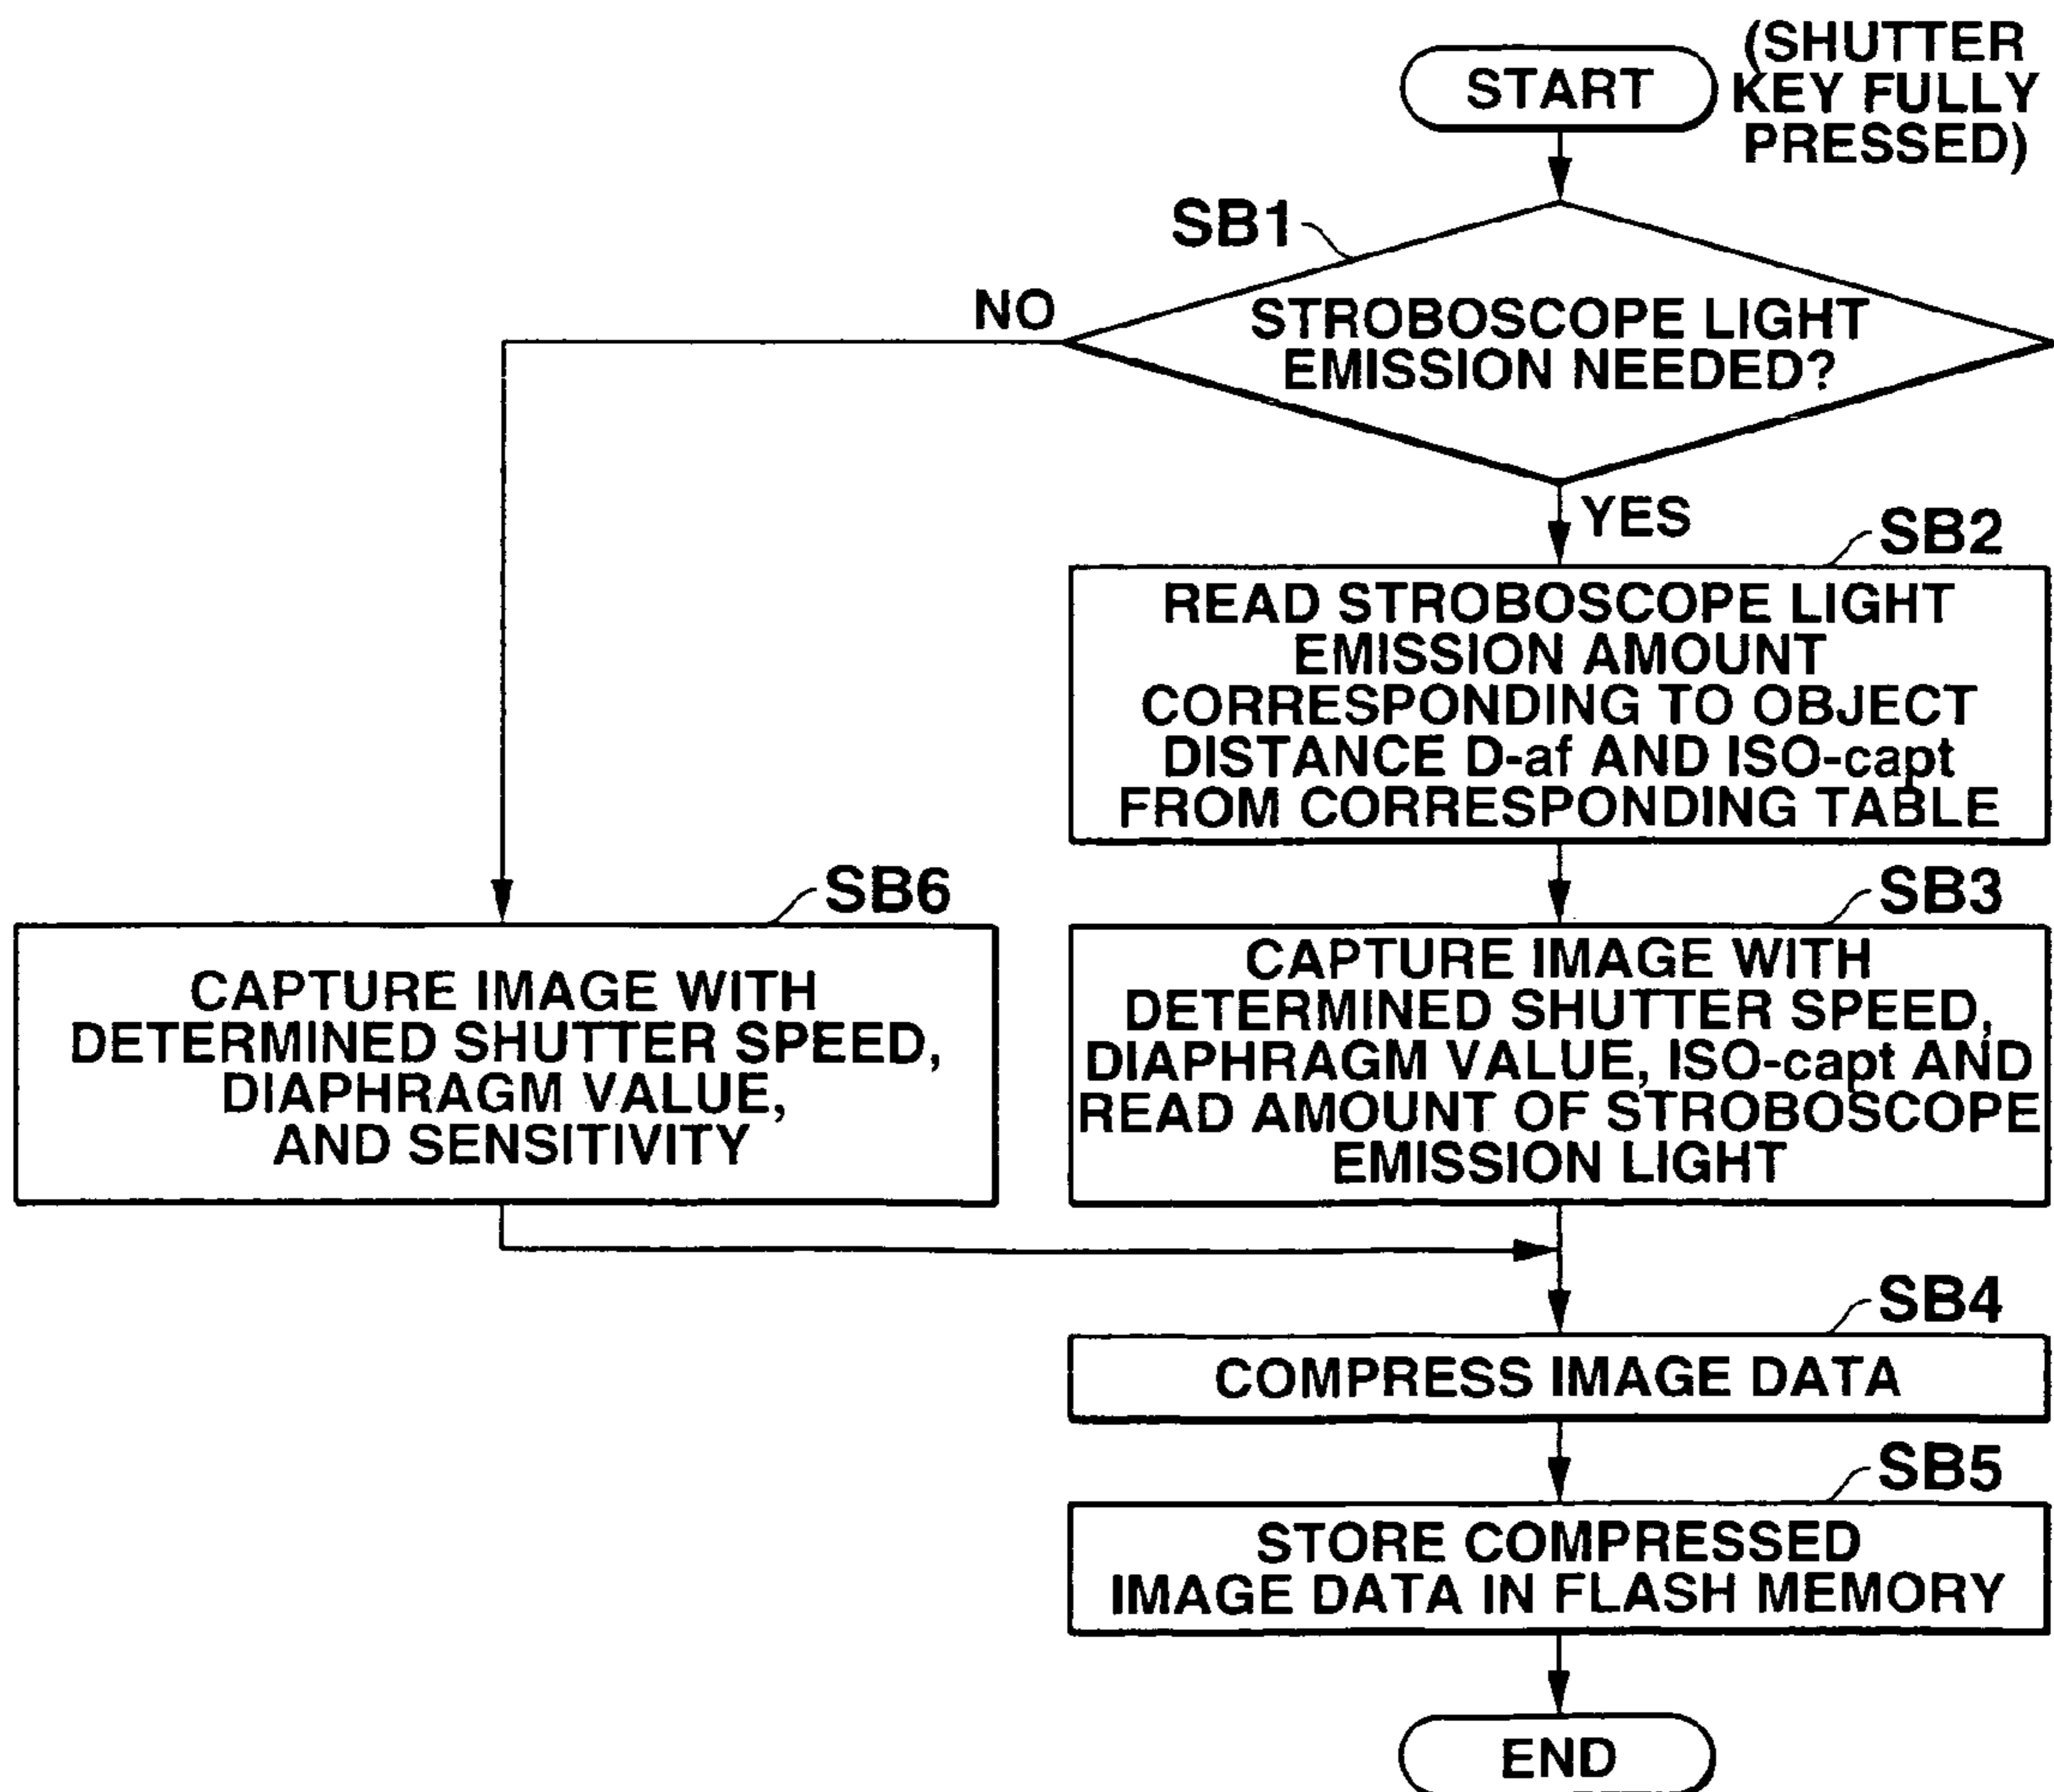 START
(SHUTTER
KEY FULLY
PRESSED)
SB1
STROBOSCOPE LIGHT
EMISSION NEEDED?
NO
YES
SB2
READ STROBOSCOPE LIGHT
EMISSION AMOUNT
CORRESPONDING TO OBJECT
DISTANCE D-af AND ISO-capt
FROM CORRESPONDING TABLE
SB6
CAPTURE IMAGE WITH
DETERMINED SHUTTER SPEED,
DIAPHRAGM VALUE,
AND SENSITIVITY
SB3
CAPTURE IMAGE WITH
DETERMINED SHUTTER SPEED,
DIAPHRAGM VALUE, ISO-capt AND
READ AMOUNT OF STROBOSCOPE
EMISSION LIGHT
SB4
COMPRESS IMAGE DATA
SB5
STORE COMPRESSED
IMAGE DATA IN FLASH MEMORY
END